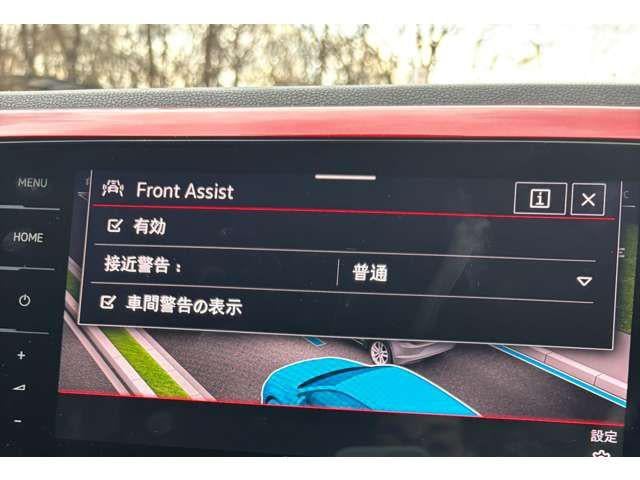 MENU
Front Assist
i
有効
HOME
接近警告：
普通
車間警告の表示
+
-
設定